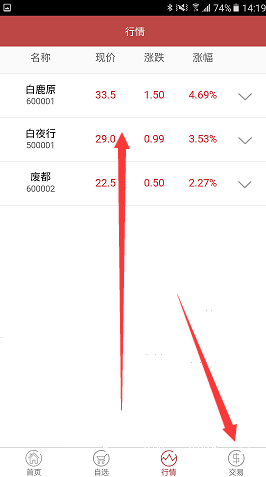 74% 14:19
行情
名称 现价 涨跌 涨幅
白鹿原 33.5 1.50 4.69%
600001
白夜行 29.0 0.99 3.53%
500001
废都 22.5 0.50 2.27%
600002
首页 自选 行情 交易